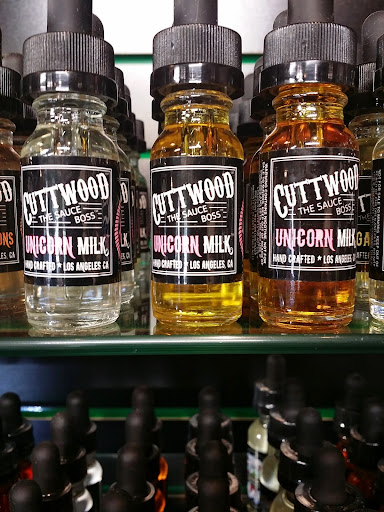 ONS
CUTTWOOD
THE SAUCE
BOSS
UNICORN MILK
HAND CRAFTED ★ LOS ANGELES, CA
CUTTWOOD
THE SAUCE
BOSS
UNICORN MILK
HAND CRAFTED ★ LOS ANGELES, CA
CUTTWOOD
THE SAUCE
BOSS
UNICORN MILK
HAND CRAFTED ★ LOS ANGELES, CA